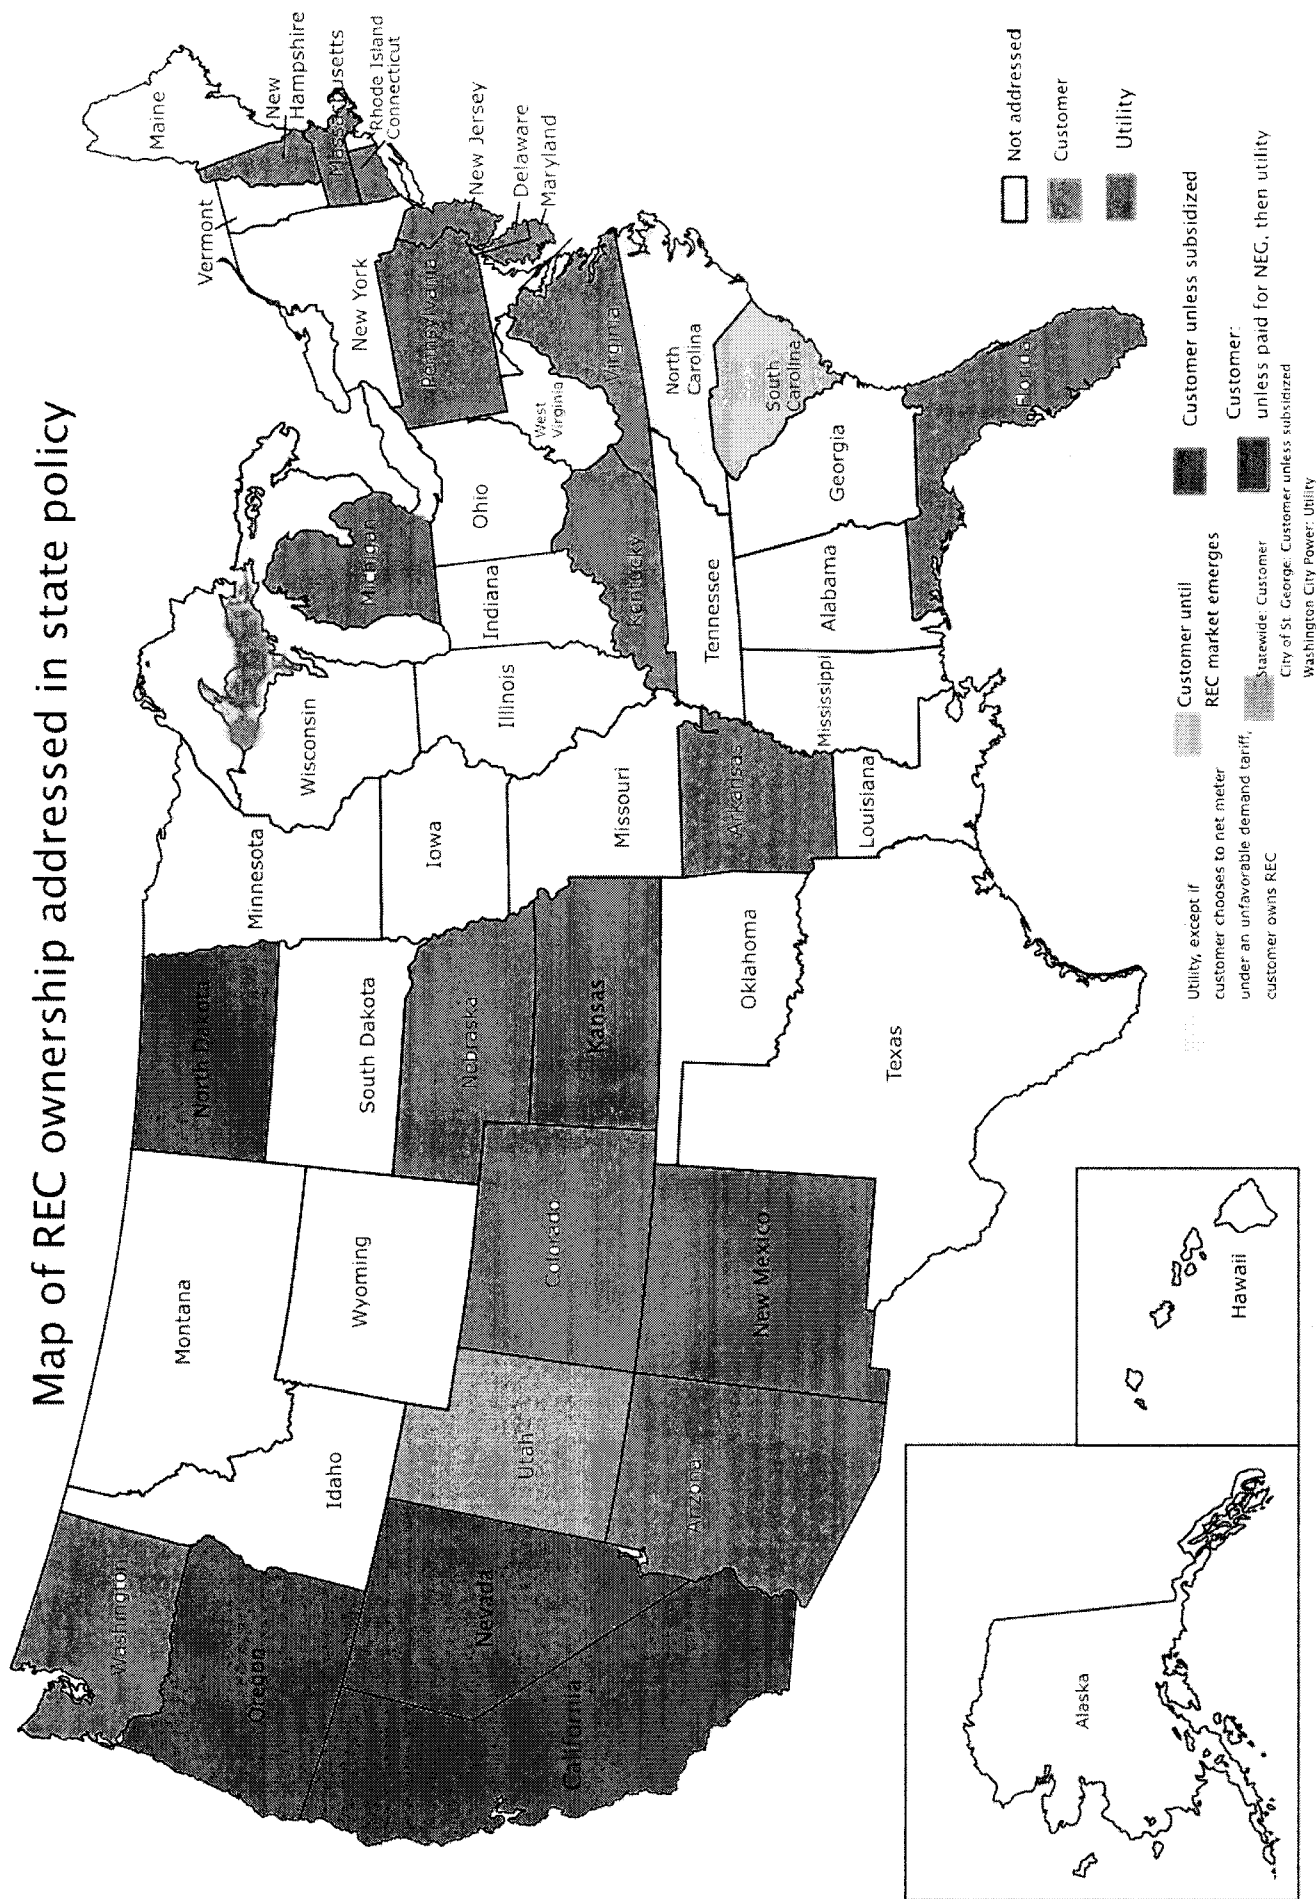 Map of REC ownership addressed in state policy
Washington
Oregon
California
Nevada
Idaho
Montana
Wyoming
Utah
Colorado
Arizona
New Mexico
North Dakota
South Dakota
Nebraska
Kansas
Oklahoma
Texas
Minnesota
Iowa
Missouri
Arkansas
Louisiana
Wisconsin
Illinois
Indiana
Michigan
Ohio
Kentucky
Tennessee
Mississippi
Alabama
Georgia
Florida
South
Carolina
North
Carolina
Virginia
West
Virginia
Pennsylvania
New York
Vermont
Maine
New
Hampshire
Massachusetts
Rhode Island
Connecticut
New Jersey
Delaware
Maryland
Alaska
Hawaii
Not addressed
Customer
Utility
Utility, except if
customer chooses to net meter
under an unfavorable demand tariff,
customer owns REC
Customer until
REC market emerges
Statewide: Customer
City of St. George: Customer unless subsidized
Washington City Power: Utility
Customer unless subsidized
Customer:
unless paid for NEG, then utility